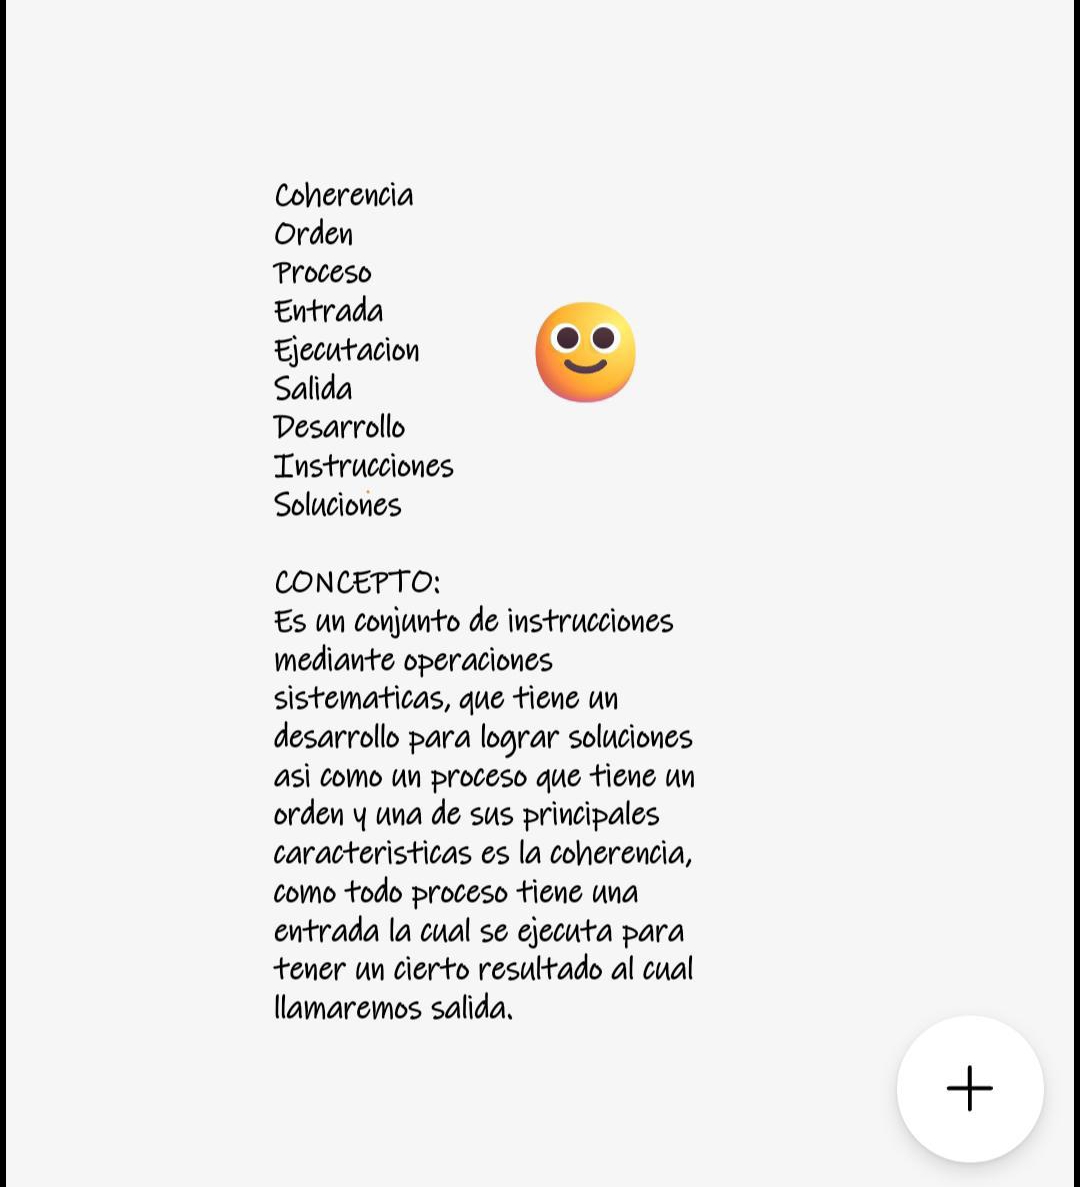 Coherencia
Orden
Proceso
Entrada
Ejecutacion
Salida
Desarrollo
Instrucciones
Soluciones
CONCEPTO:
Es un conjunto de instrucciones
mediante operaciones
sistematicas, que tiene un
desarrollo para lograr soluciones
asi como un proceso que tiene un
orden y una de sus principales
caracteristicas es la coherencia,
como todo proceso tiene una
entrada la cual se ejecuta para
tener un cierto resultado al cual
llamaremos salida.